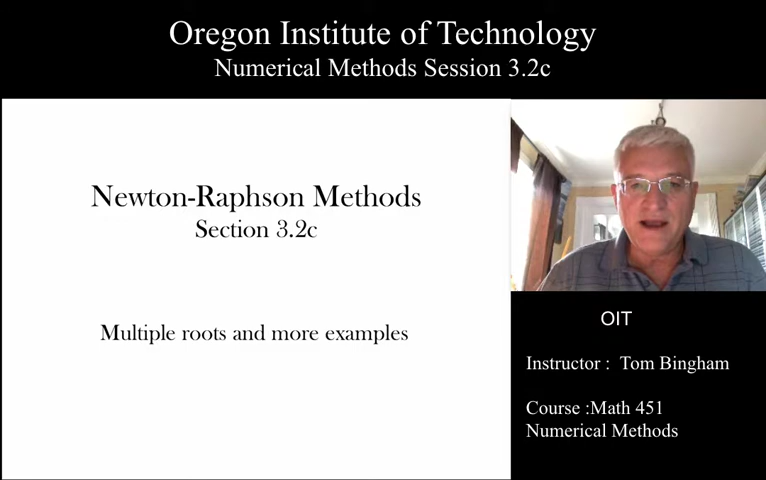 Oregon Institute of Technology
Numerical Methods Session 3.2c
Newton-Raphson Methods
Section 3.2c
Multiple roots and more examples
OIT
Instructor : Tom Bingham
Course :Math 451
Numerical Methods